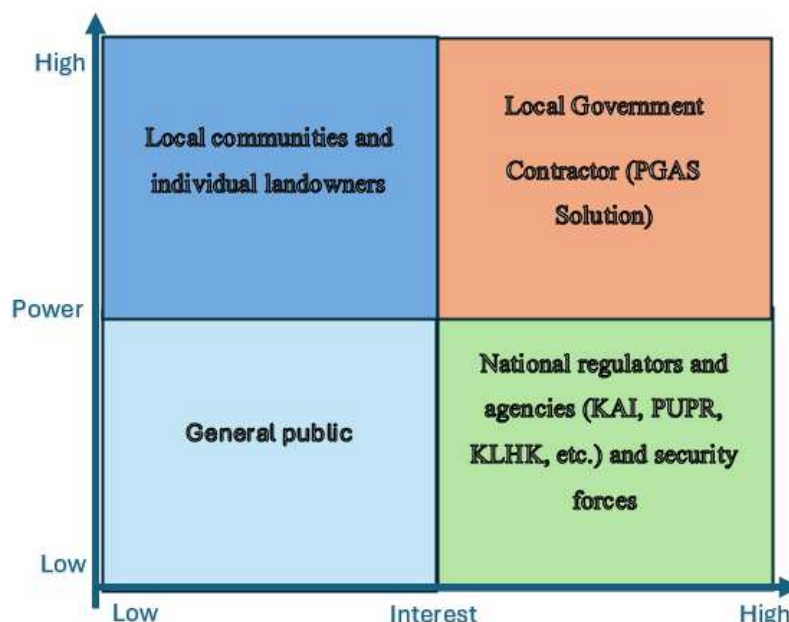 High
Local communities and
individual landowners
Local Government
Contractor (PGAS
Solution)
Power
General public
National regulators and
agencies (KAI, PUPR,
KLHK, etc.) and security
forces
Low
Low
Interest
High